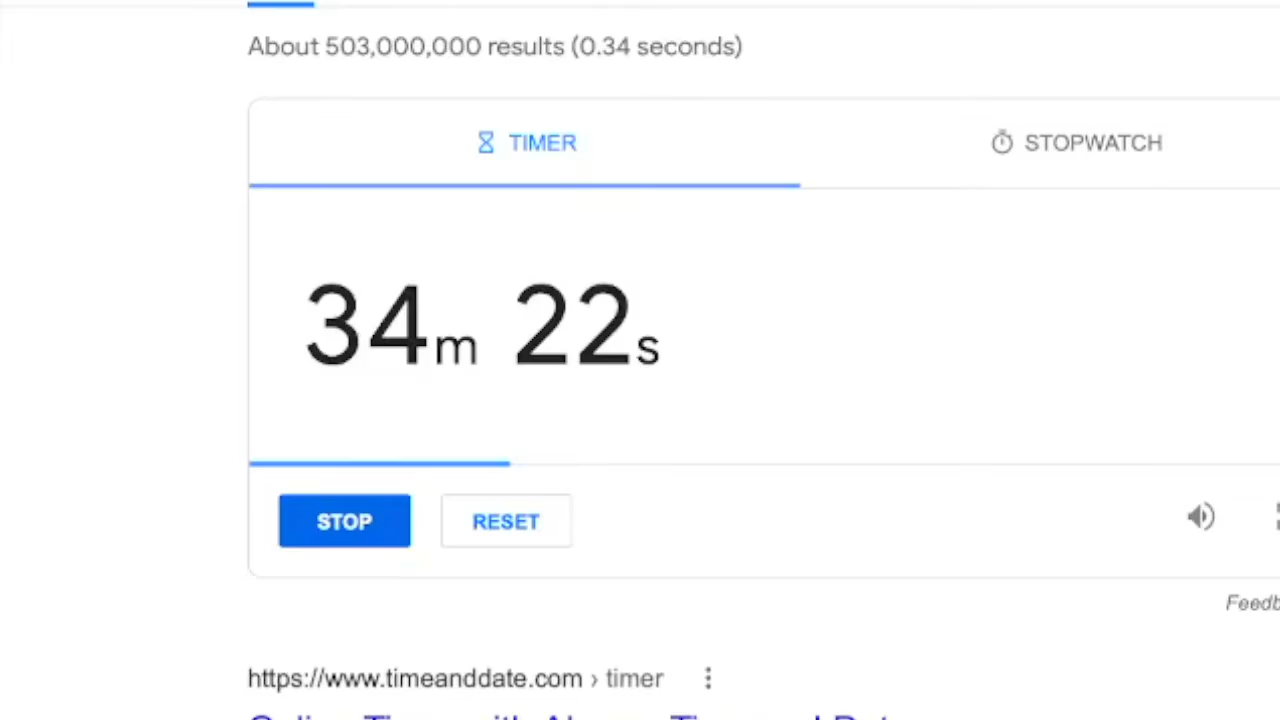 About 503,000,000 results (0.34 seconds)
TIMER
STOPWATCH
34m 22s
STOP
RESET
https://www.timeanddate.com › timer